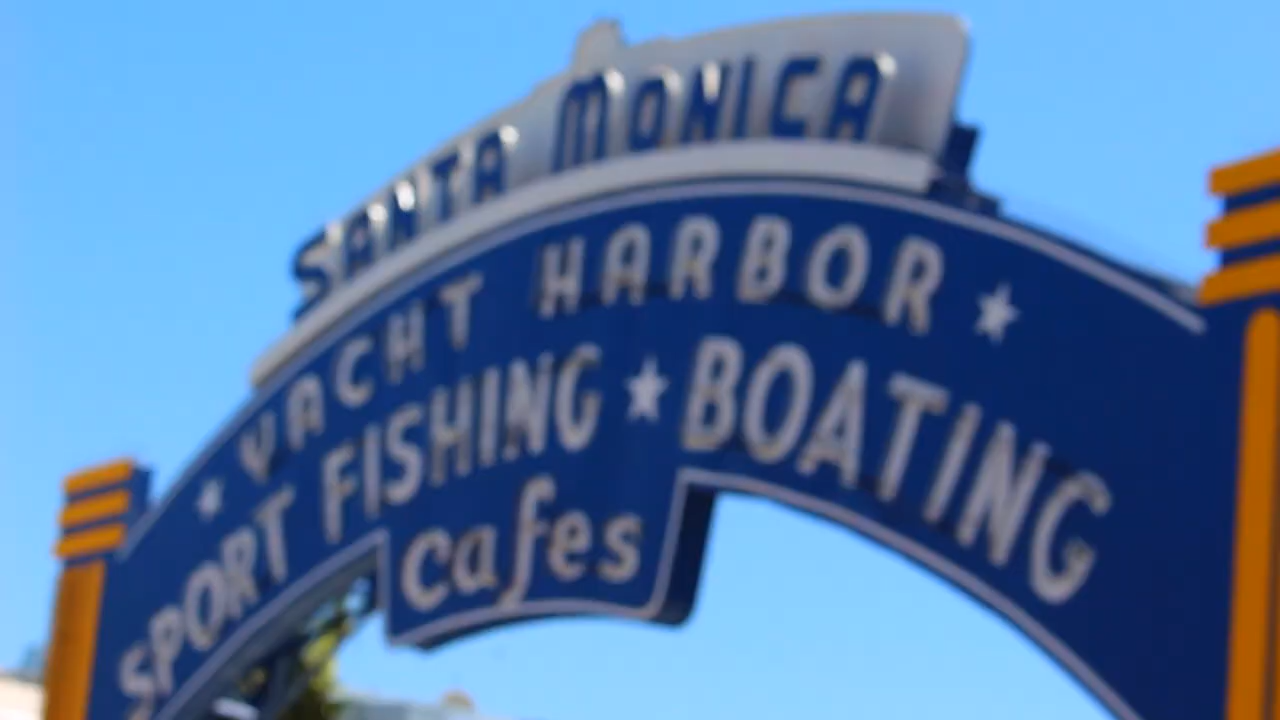 SANTA MONICA
★ YACHT HARBOR ★
SPORT FISHING ★ BOATING
Cafes